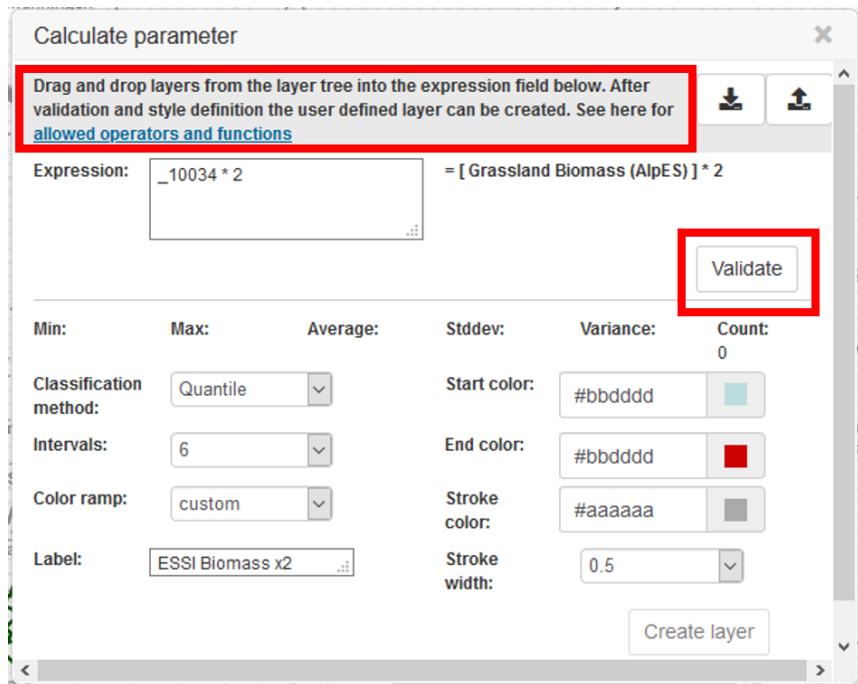 Calculate parameter
Drag and drop layers from the layer tree into the expression field below. After
validation and style definition the user defined layer can be created. See here for
allowed operators and functions
Expression:
_10034 * 2
= [ Grassland Biomass (AlpES) ] * 2
Validate
Min: Max: Average: Stddev: Variance: Count:
0
Classification
method:
Quantile
Start color:
#bbdddd
Intervals:
6
End color:
#bbdddd
Color ramp:
custom
Stroke
color:
#aaaaaa
Label:
ESSI Biomass x2
Stroke
width:
0.5
Create layer